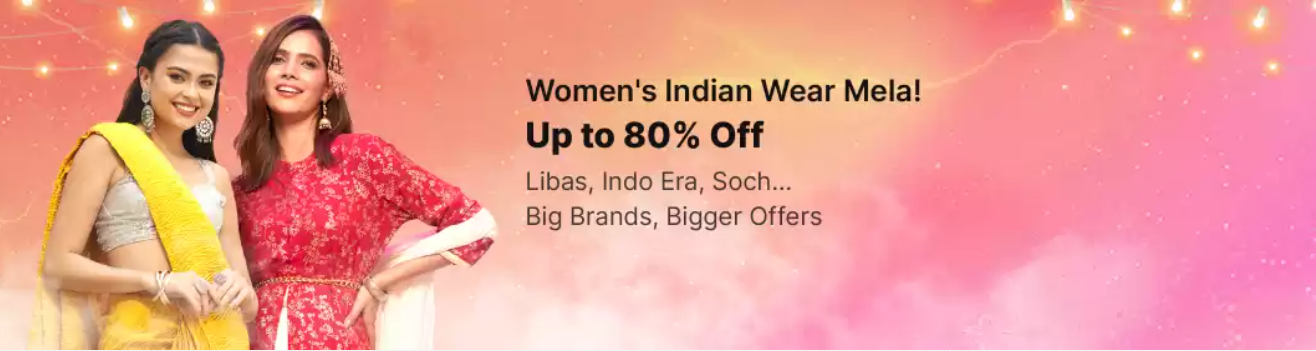 Women's Indian Wear Mela!
Up to 80% Off
Libas, Indo Era, Soch...
Big Brands, Bigger Offers